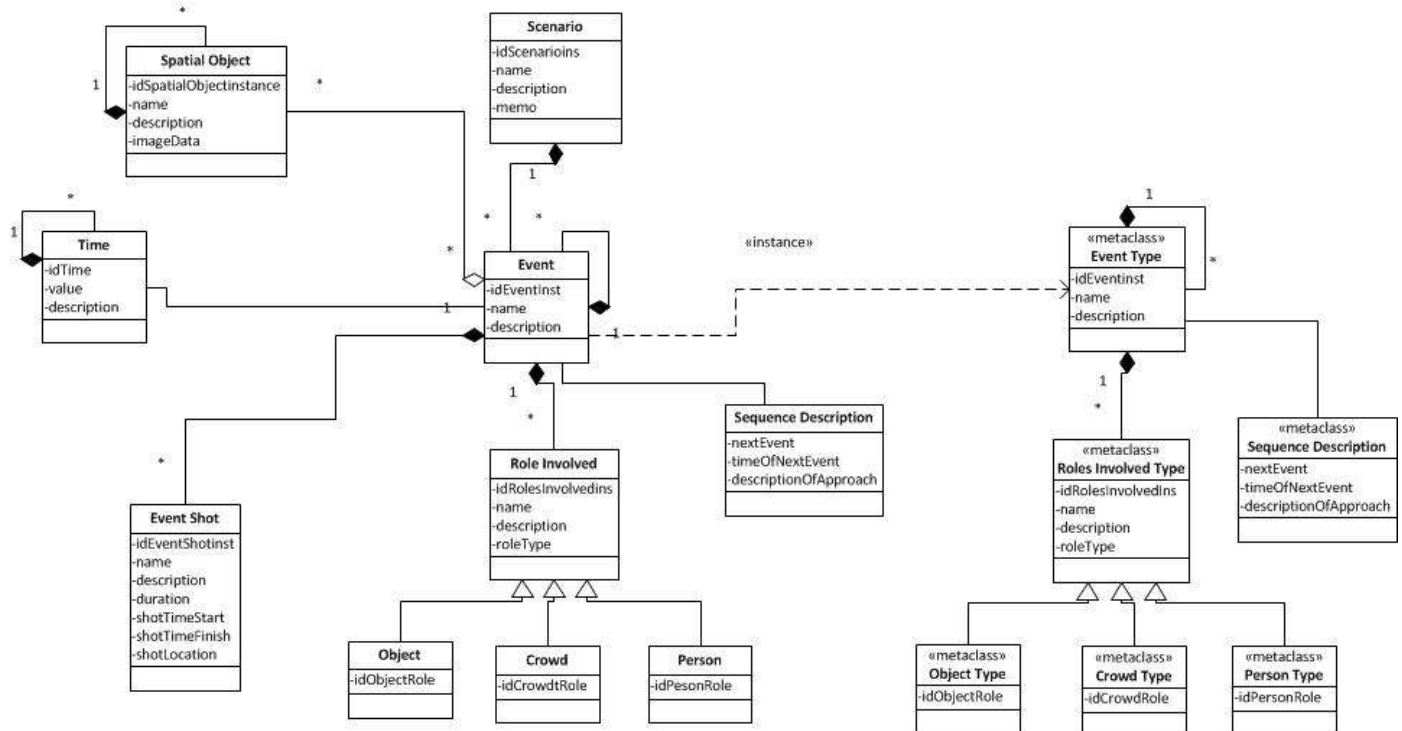 *
Spatial Object
-idSpatialObjectinstance
-name
-description
-imageData
1
*
Scenario
-idScenarioins
-name
-description
-memo
1
*
*
*
*
1
Time
-idTime
-value
-description
Event
-idEventInst
-name
-description
1
1
«instance»
1
«metaclass»
Event Type
-idEventinst
-name
-description
*
1
*
1
*
Sequence Description
-nextEvent
-timeOfNextEvent
-descriptionOfApproach
«metaclass»
Sequence Description
-nextEvent
-timeOfNextEvent
-descriptionOfApproach
*
Event Shot
-idEventShotinst
-name
-description
-duration
-shotTimeStart
-shotTimeFinish
-shotLocation
Role Involved
-idRolesInvolvedins
-name
-description
-roleType
«metaclass»
Roles Involved Type
-idRolesInvolvedIns
-name
-description
-roleType
Object
-idObjectRole
Crowd
-idCrowdtRole
Person
-idPesonRole
«metaclass»
Object Type
-idObjectRole
«metaclass»
Crowd Type
-idCrowdRole
«metaclass»
Person Type
-idPersonRole